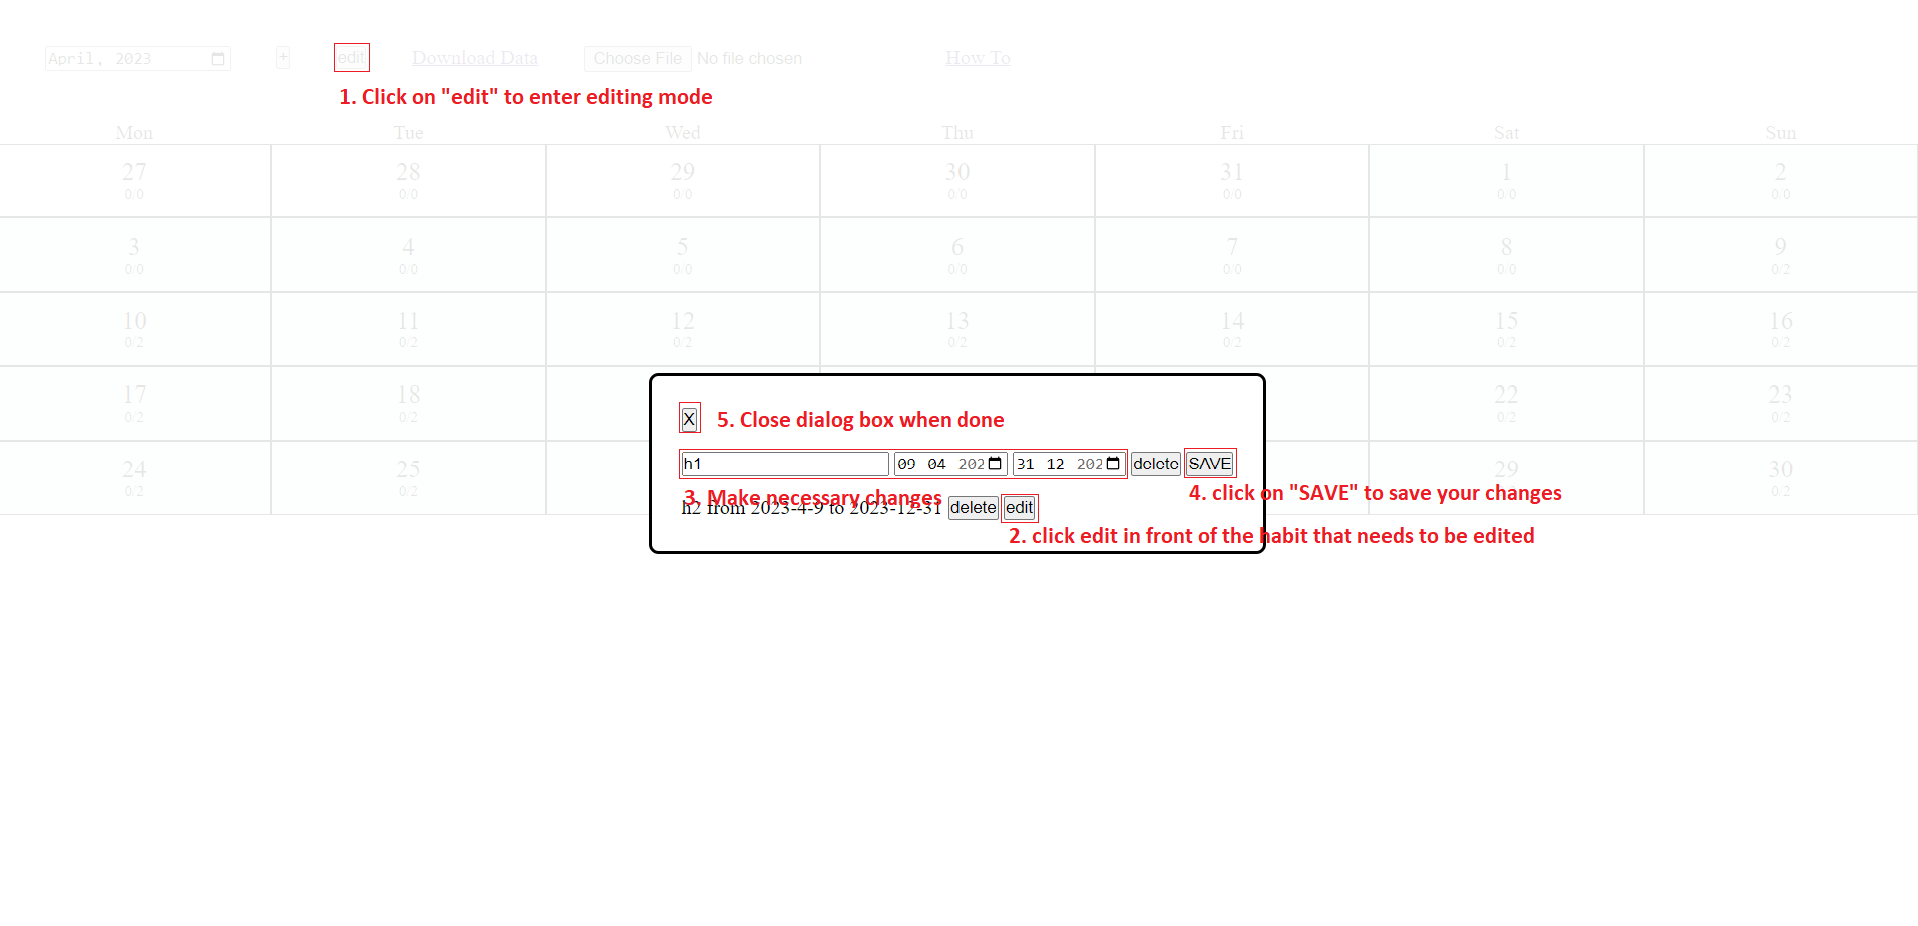 April, 2023 + edit Download Data Choose File No file chosen How To
1. Click on "edit" to enter editing mode
Mon Tue Wed Thu Fri Sat Sun
27 28 29 30 31 1 2
0/0 0/0 0/0 0/0 0/0 0/0 0/0
3 4 5 6 7 8 9
0/0 0/0 0/0 0/0 0/0 0/0 0/2
10 11 12 13 14 15 16
0/2 0/2 0/2 0/2 0/2 0/2 0/2
17 18 22 23
0/2 0/2 0/2 0/2
X 5. Close dialog box when done
24 25 29 30
0/2 0/2 0/2 0/2
h1 09 04 202 31 12 202 delete SAVE
3. Make necessary changes
4. click on "SAVE" to save your changes
h2 from 2023-4-9 to 2023-12-31 delete edit
2. click edit in front of the habit that needs to be edited